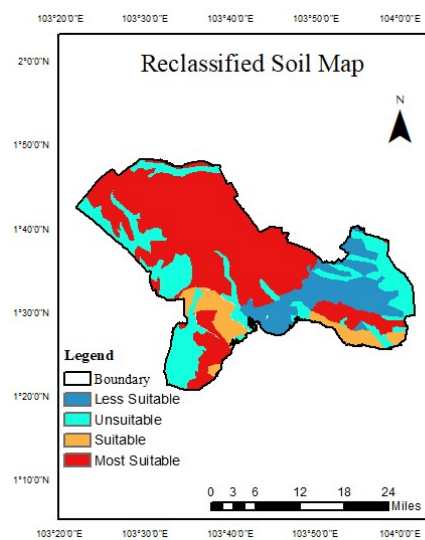 103°20'0"E 103°30'0"E 103°40'0"E 103°50'0"E 104°0'0"E
2°0'0"N
Reclassified Soil Map
N
1°50'0"N
1°40'0"N
1°30'0"N
Legend
Boundary
Less Suitable
1°20'0"N
Unsuitable
Suitable
Most Suitable
1°10'0"N
0 3 6 12 18 24
Miles
103°20'0"E 103°30'0"E 103°40'0"E 103°50'0"E 104°0'0"E